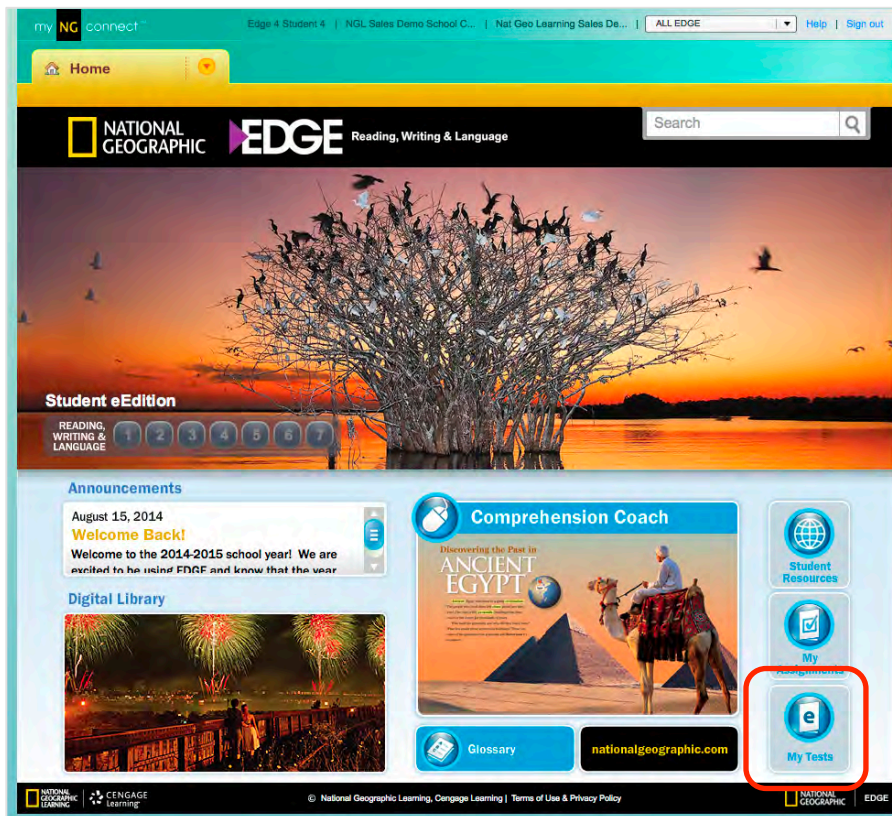 my NG connect
Edge 4 Student 4 | NGL Sales Demo School C... | Nat Geo Learning Sales De... | ALL EDGE | Help | Sign out
Home
NATIONAL GEOGRAPHIC
EDGE Reading, Writing & Language
Search
Student eEdition
READING, WRITING & LANGUAGE
1 2 3 4 5 6 7
Announcements
August 15, 2014
Welcome Back!
Welcome to the 2014-2015 school year! We are
excited to be using EDGE and know that the year
Digital Library
Comprehension Coach
Discovering the Past in
ANCIENT
EGYPT
Student
Resources
My
Assignments
e
My Tests
Glossary
nationalgeographic.com
NATIONAL GEOGRAPHIC LEARNING | CENGAGE Learning
© National Geographic Learning, Cengage Learning | Terms of Use & Privacy Policy
NATIONAL GEOGRAPHIC | EDGE